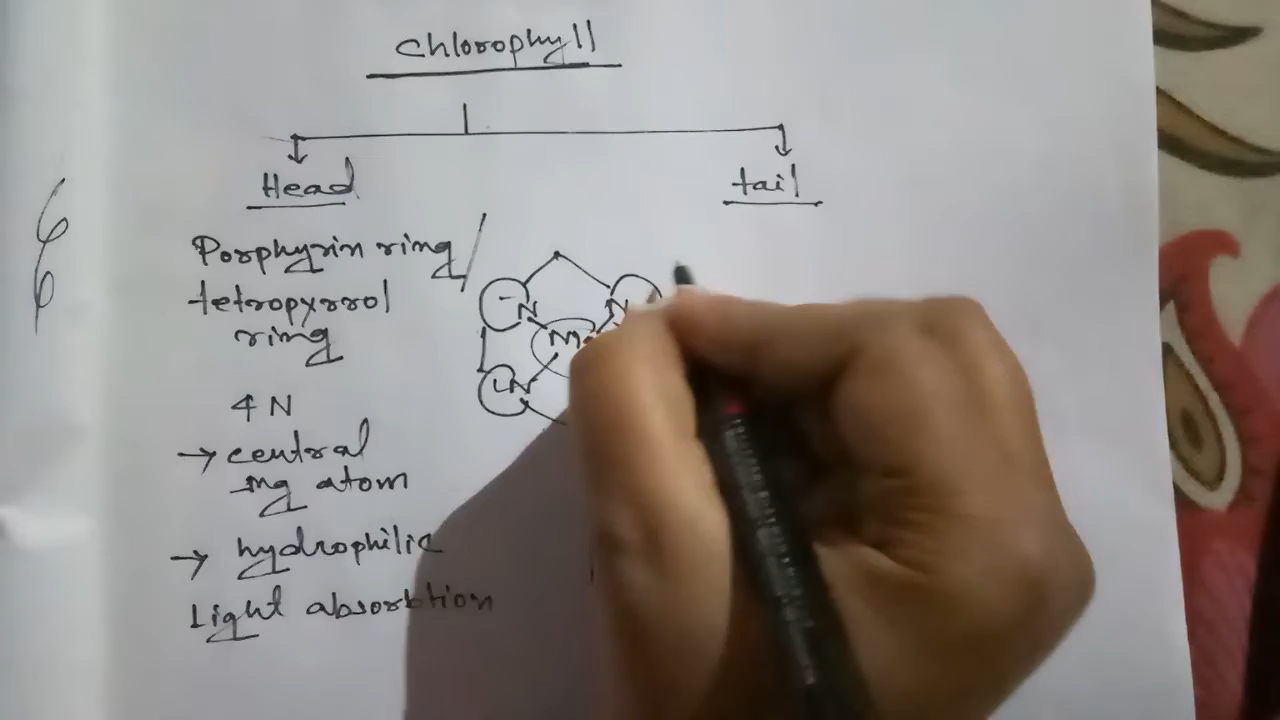 Chlorophyll
Head
tail
Porphyrin ring/
tetropyrrol
ring
4 N
→ central
mg atom
→ hydrophilic
Light absorbtion
N
N
M
N